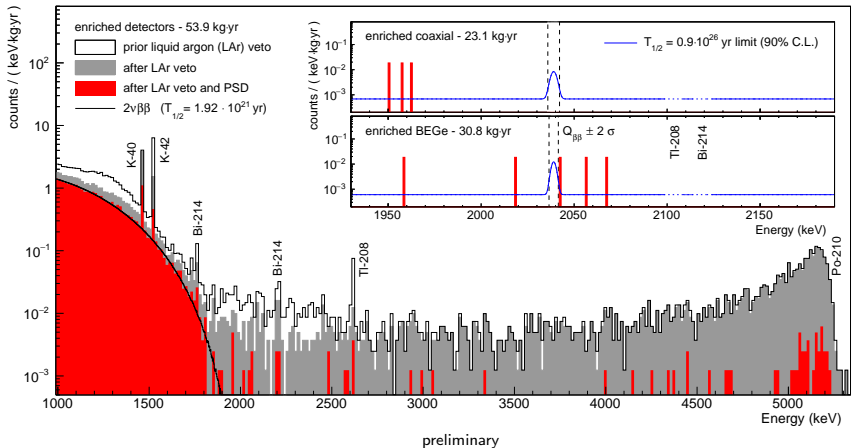 enriched detectors - 53.9 kg·yr
prior liquid argon (LAr) veto
after LAr veto
after LAr veto and PSD
2νββ (T1/2 = 1.92 · 10²¹ yr)
counts / ( keV·kg·yr)
10²
10
1
10⁻¹
10⁻²
10⁻³
K-40
K-42
Bi-214
Bi-214
Tl-208
Po-210
1000 1500 2000 2500 3000 3500 4000 4500 5000
Energy (keV)
counts / ( keV·kg·yr)
enriched coaxial - 23.1 kg·yr
T1/2 = 0.9·10²⁶ yr limit (90% C.L.)
10⁻¹
10⁻²
10⁻³
enriched BEGe - 30.8 kg·yr
Qββ ± 2 σ
Tl-208
Bi-214
10⁻¹
10⁻²
10⁻³
1950 2000 2050 2100 2150
Energy (keV)
preliminary